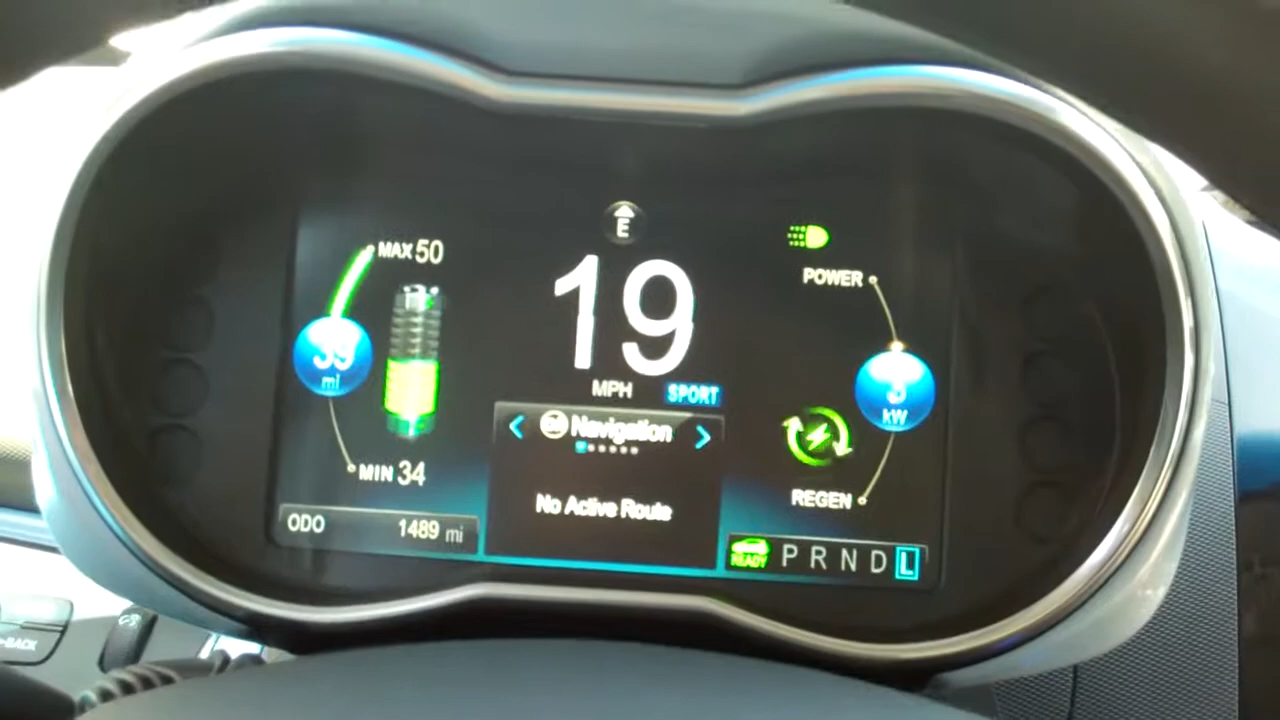 E
MAX 50
POWER
19
39
mi
MPH
SPORT
kW
Navigation
MIN 34
REGEN
No Active Route
ODO 1489 mi
READY P R N D L
BACK